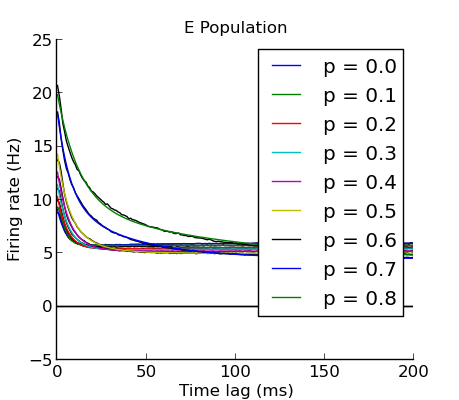 E Population
25
20
15
10
5
0
−5
Firing rate (Hz)
p = 0.0
p = 0.1
p = 0.2
p = 0.3
p = 0.4
p = 0.5
p = 0.6
p = 0.7
p = 0.8
0 50 100 150 200
Time lag (ms)